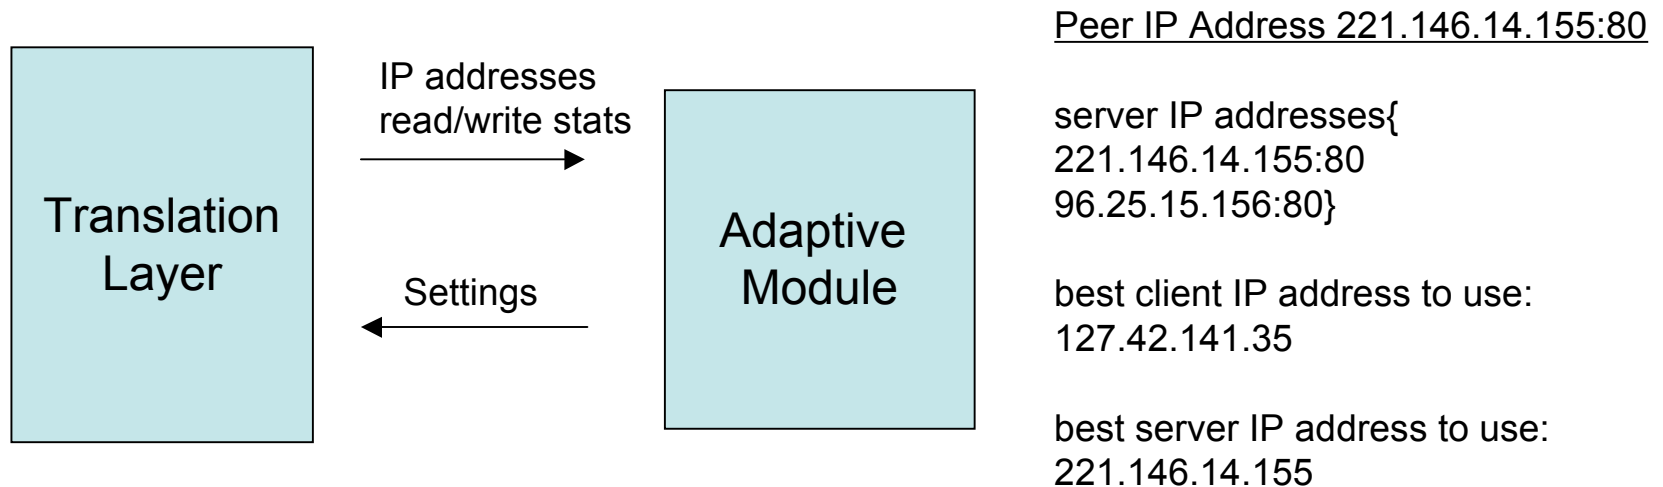 Translation
Layer
IP addresses
read/write stats
Settings
Adaptive
Module
Peer IP Address 221.146.14.155:80
server IP addresses{
221.146.14.155:80
96.25.15.156:80}
best client IP address to use:
127.42.141.35
best server IP address to use:
221.146.14.155